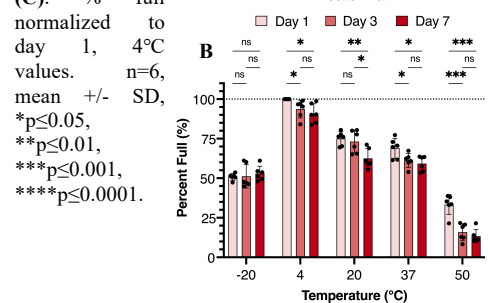 (C). % full
normalized to
day 1, 4°C
values. n=6,
mean +/- SD,
*p≤0.05,
**p≤0.01,
***p≤0.001,
****p≤0.0001.
B
Day 1 Day 3 Day 7
ns * ** * ***
ns ns * ns ns
ns * ns * ***
Percent Full (%)
100
75
50
25
0
-20 4 20 37 50
Temperature (°C)